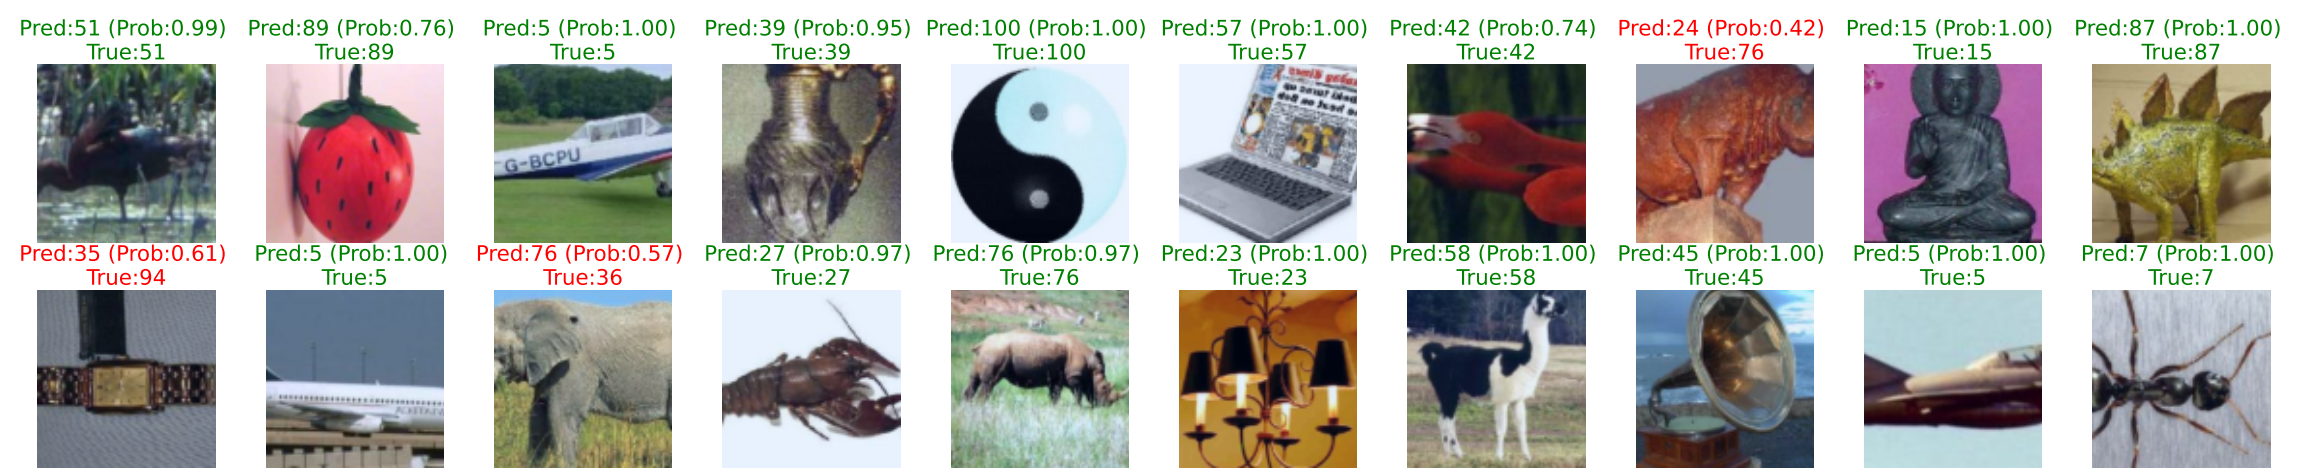 Pred:51 (Prob:0.99)
True:51
Pred:89 (Prob:0.76)
True:89
Pred:5 (Prob:1.00)
True:5
Pred:39 (Prob:0.95)
True:39
Pred:100 (Prob:1.00)
True:100
Pred:57 (Prob:1.00)
True:57
Pred:42 (Prob:0.74)
True:42
Pred:24 (Prob:0.42)
True:76
Pred:15 (Prob:1.00)
True:15
Pred:87 (Prob:1.00)
True:87
G-BCPU
Pred:35 (Prob:0.61)
True:94
Pred:5 (Prob:1.00)
True:5
Pred:76 (Prob:0.57)
True:36
Pred:27 (Prob:0.97)
True:27
Pred:76 (Prob:0.97)
True:76
Pred:23 (Prob:1.00)
True:23
Pred:58 (Prob:1.00)
True:58
Pred:45 (Prob:1.00)
True:45
Pred:5 (Prob:1.00)
True:5
Pred:7 (Prob:1.00)
True:7